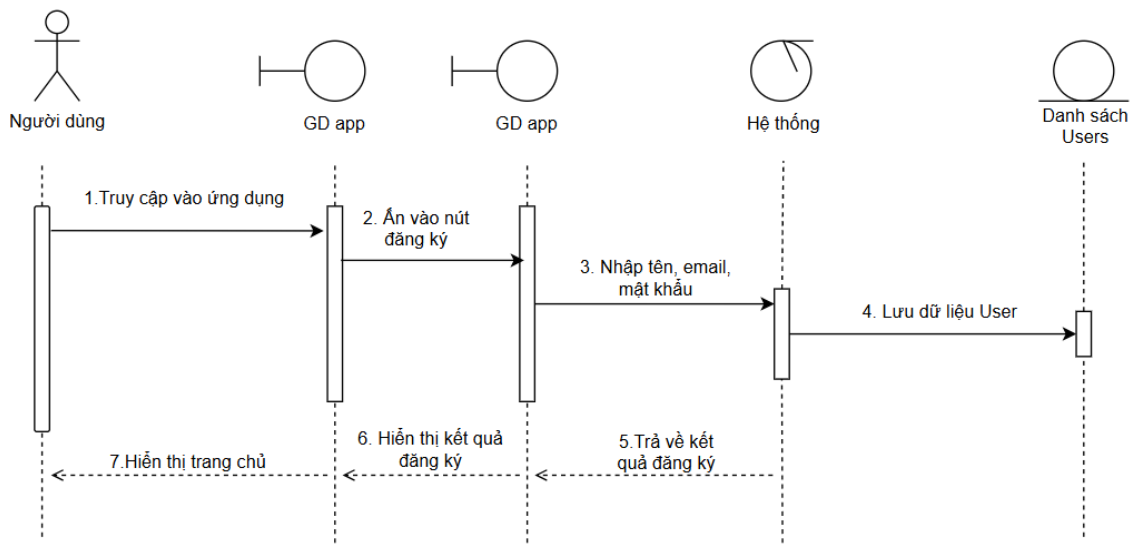 Người dùng
GD app
GD app
Hệ thống
Danh sách
Users
1.Truy cập vào ứng dụng
2. Ấn vào nút
đăng ký
3. Nhập tên, email,
mật khẩu
4. Lưu dữ liệu User
5.Trả về kết
quả đăng ký
6. Hiển thị kết quả
đăng ký
7.Hiển thị trang chủ